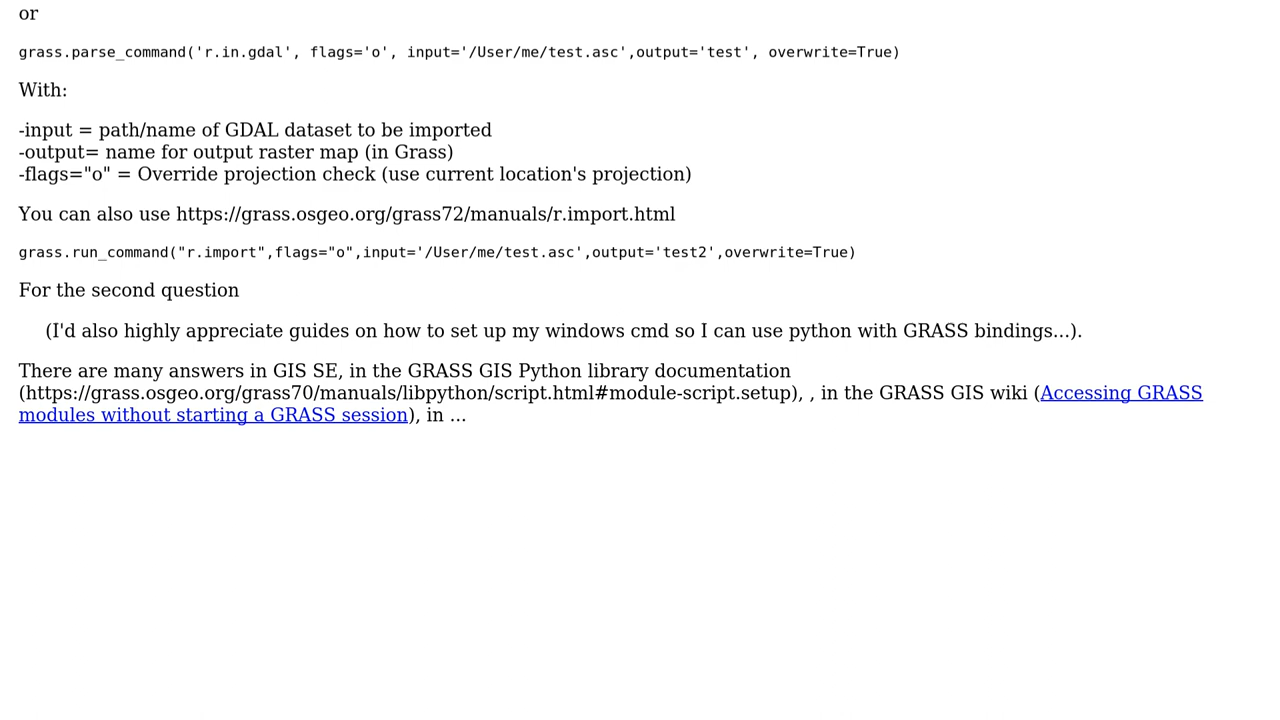 or
grass.parse_command('r.in.gdal', flags='o', input='/User/me/test.asc',output='test', overwrite=True)
With:
-input = path/name of GDAL dataset to be imported
-output= name for output raster map (in Grass)
-flags="o" = Override projection check (use current location's projection)
You can also use https://grass.osgeo.org/grass72/manuals/r.import.html
grass.run_command("r.import",flags="o",input='/User/me/test.asc',output='test2',overwrite=True)
For the second question
(I'd also highly appreciate guides on how to set up my windows cmd so I can use python with GRASS bindings...).
There are many answers in GIS SE, in the GRASS GIS Python library documentation
(https://grass.osgeo.org/grass70/manuals/libpython/script.html#module-script.setup), , in the GRASS GIS wiki (Accessing GRASS
modules without starting a GRASS session), in ...